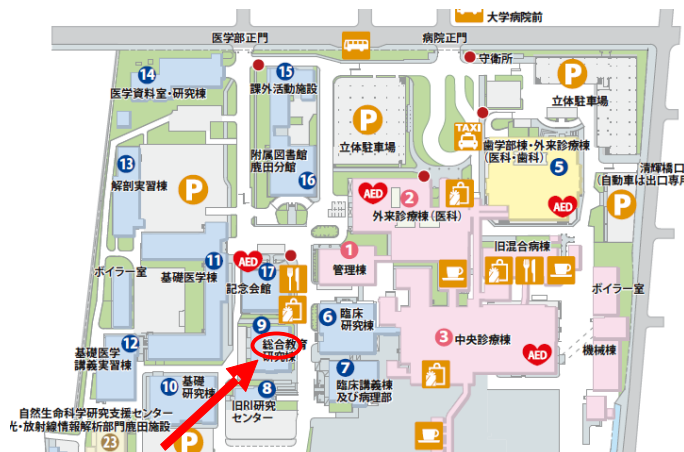 大学病院前
医学部正門
病院正門
守衛所
14
医学資料室・研究棟
15
課外活動施設
P
立体駐車場
P
立体駐車場
TAXI
歯学部棟・外来診療棟
(医科・歯科)
5
附属図書館
鹿田分館
16
13
解剖実習棟
P
清輝橋口
(自動車は出口専用
P
AED
2
外来診療棟(医科)
AED
11
基礎医学棟
ボイラー室
AED
17
記念会館
1
管理棟
旧混合病棟
ボイラー室
6
臨床
研究棟
9
総合教育
研究棟
3
中央診療棟
AED
機械棟
12
基礎医学
講義実習棟
7
臨床講義棟
及び病理部
10
基礎
研究棟
8
旧RI研究
センター
自然生命科学研究支援センター
光・放射線情報解析部門鹿田施設
23
P